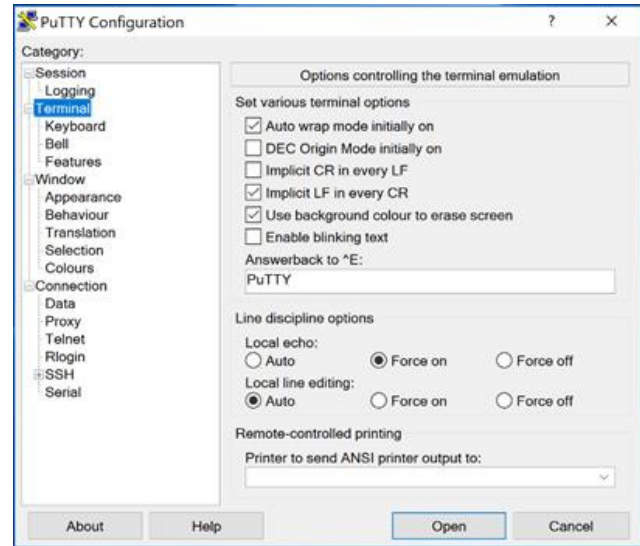 PuTTY Configuration ? ×
Category:
Session
Logging
Terminal
Keyboard
Bell
Features
Window
Appearance
Behaviour
Translation
Selection
Colours
Connection
Data
Proxy
Telnet
Rlogin
SSH
Serial
Options controlling the terminal emulation
Set various terminal options
Auto wrap mode initially on
DEC Origin Mode initially on
Implicit CR in every LF
Implicit LF in every CR
Use background colour to erase screen
Enable blinking text
Answerback to ^E:
PuTTY
Line discipline options
Local echo:
Auto Force on Force off
Local line editing:
Auto Force on Force off
Remote-controlled printing
Printer to send ANSI printer output to:
About Help Open Cancel